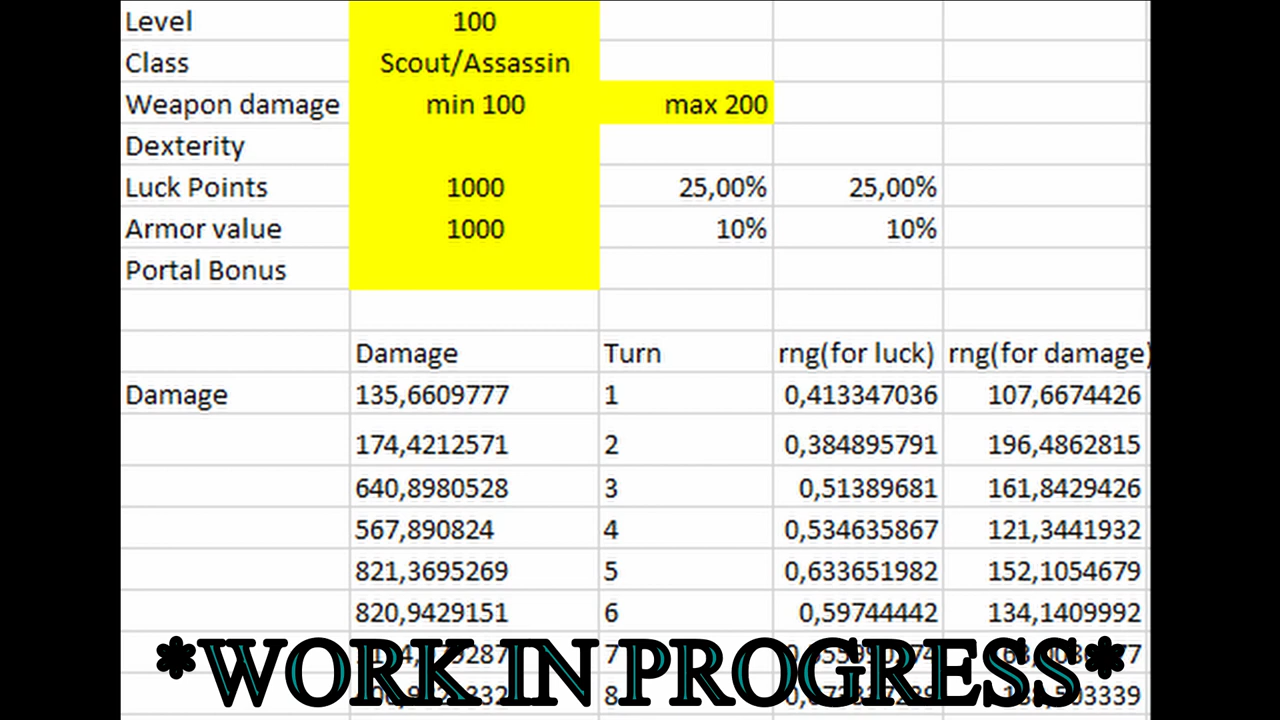 Level 100
Class Scout/Assassin
Weapon damage min 100 max 200
Dexterity
Luck Points 1000 25,00% 25,00%
Armor value 1000 10% 10%
Portal Bonus
Damage Turn rng(for luck) rng(for damage)
Damage 135,6609777 1 0,413347036 107,6674426
174,4212571 2 0,384895791 196,4862815
640,8980528 3 0,51389681 161,8429426
567,890824 4 0,534635867 121,3441932
821,3695269 5 0,633651982 152,1054679
820,9429151 6 0,59744442 134,1409992
7
8
*WORK IN PROGRESS*